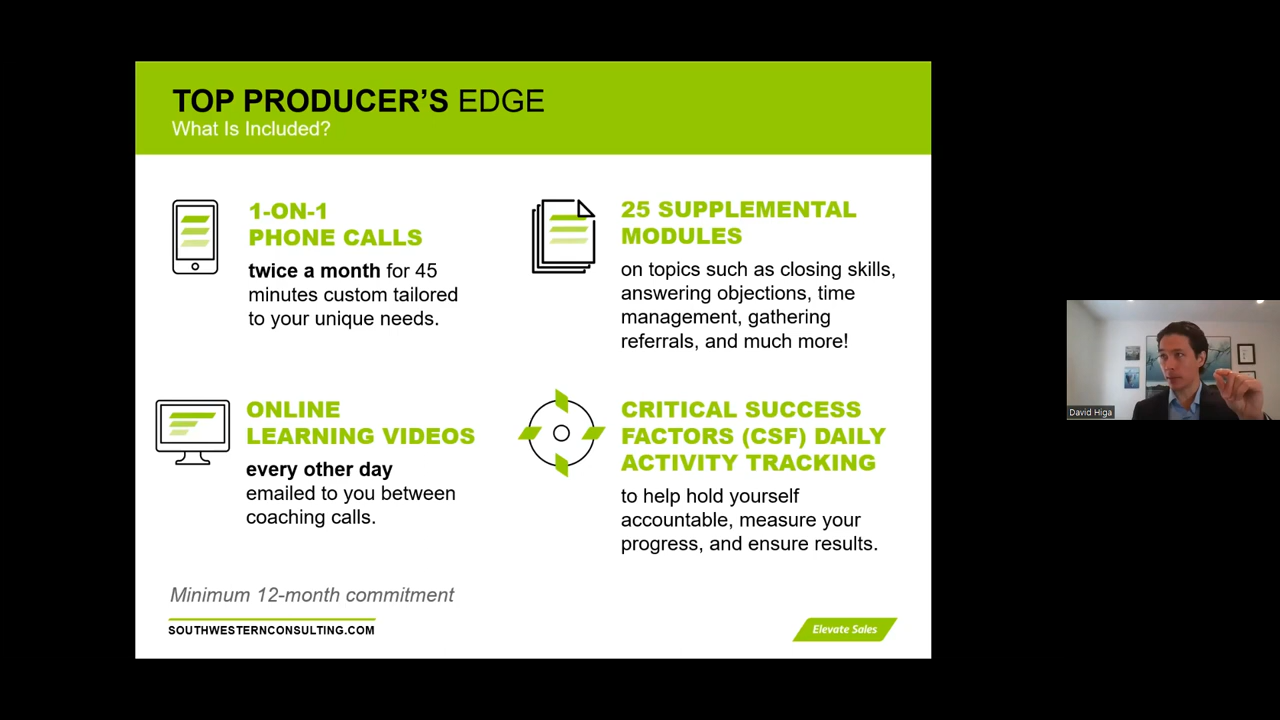 TOP PRODUCER'S EDGE
What Is Included?
1-ON-1
PHONE CALLS
twice a month for 45
minutes custom tailored
to your unique needs.
25 SUPPLEMENTAL
MODULES
on topics such as closing skills,
answering objections, time
management, gathering
referrals, and much more!
ONLINE
LEARNING VIDEOS
every other day
emailed to you between
coaching calls.
CRITICAL SUCCESS
FACTORS (CSF) DAILY
ACTIVITY TRACKING
to help hold yourself
accountable, measure your
progress, and ensure results.
Minimum 12-month commitment
SOUTHWESTERNCONSULTING.COM
Elevate Sales
David Higa